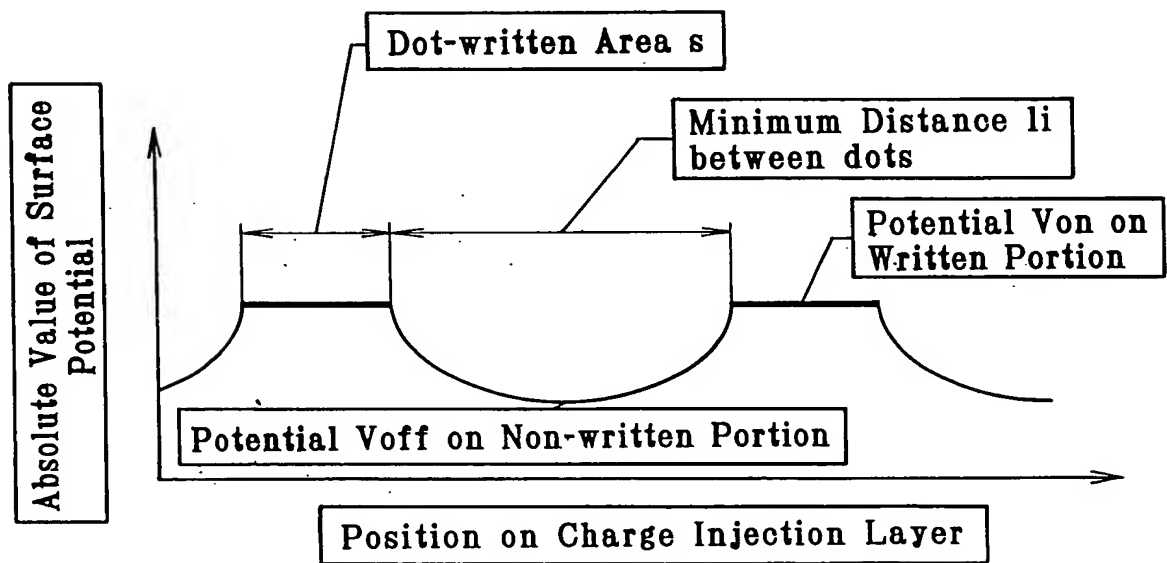 Dot-written Area s
Minimum Distance li
between dots
Potential Von on
Written Portion
Absolute Value of Surface
Potential
Potential Voff on Non-written Portion
Position on Charge Injection Layer